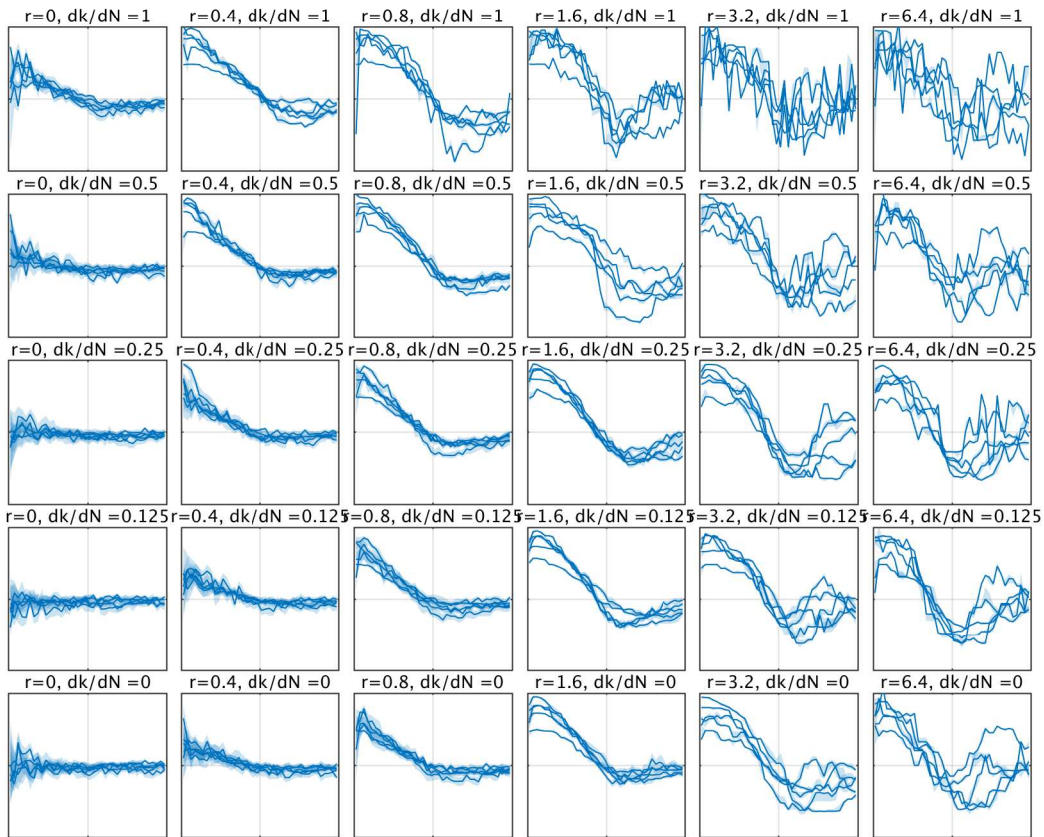 r=0, dk/dN =1 r=0.4, dk/dN =1 r=0.8, dk/dN =1 r=1.6, dk/dN =1 r=3.2, dk/dN =1 r=6.4, dk/dN =1
r=0, dk/dN =0.5 r=0.4, dk/dN =0.5 r=0.8, dk/dN =0.5 r=1.6, dk/dN =0.5 r=3.2, dk/dN =0.5 r=6.4, dk/dN =0.5
r=0, dk/dN =0.25 r=0.4, dk/dN =0.25 r=0.8, dk/dN =0.25 r=1.6, dk/dN =0.25 r=3.2, dk/dN =0.25 r=6.4, dk/dN =0.25
r=0, dk/dN =0.125 r=0.4, dk/dN =0.125 r=0.8, dk/dN =0.125 r=1.6, dk/dN =0.125 r=3.2, dk/dN =0.125 r=6.4, dk/dN =0.125
r=0, dk/dN =0 r=0.4, dk/dN =0 r=0.8, dk/dN =0 r=1.6, dk/dN =0 r=3.2, dk/dN =0 r=6.4, dk/dN =0